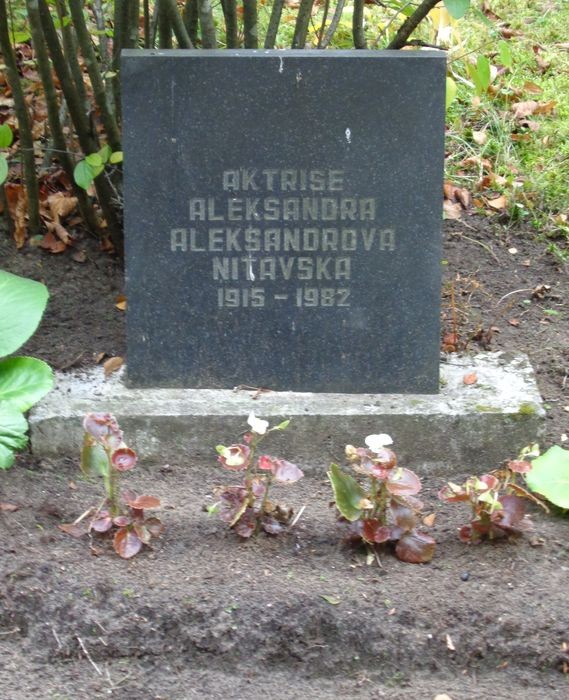 AKTRISE
ALEKSANDRA
ALEKSANDROVA
NITAVSKA
1915 - 1982